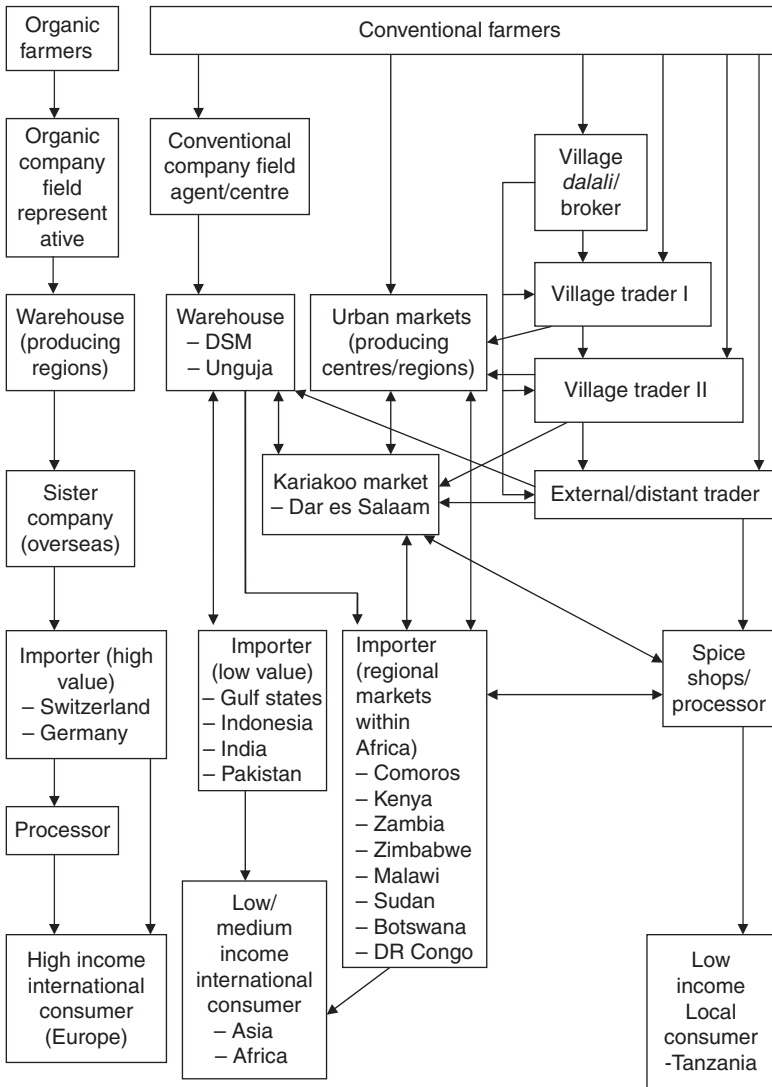 Organic
farmers
Conventional farmers
Organic
company
field
represent
ative
Conventional
company field
agent/centre
Village
dalali/
broker
Warehouse
(producing
regions)
Warehouse
– DSM
– Unguja
Urban markets
(producing
centres/regions)
Village trader I
Village trader II
Sister
company
(overseas)
Kariakoo market
– Dar es Salaam
External/distant trader
Importer (high
value)
– Switzerland
– Germany
Importer
(low value)
– Gulf states
– Indonesia
– India
– Pakistan
Importer
(regional
markets
within
Africa)
– Comoros
– Kenya
– Zambia
– Zimbabwe
– Malawi
– Sudan
– Botswana
– DR Congo
Spice
shops/
processor
Processor
High income
international
consumer
(Europe)
Low/
medium
income
international
consumer
– Asia
– Africa
Low
income
Local
consumer
-Tanzania